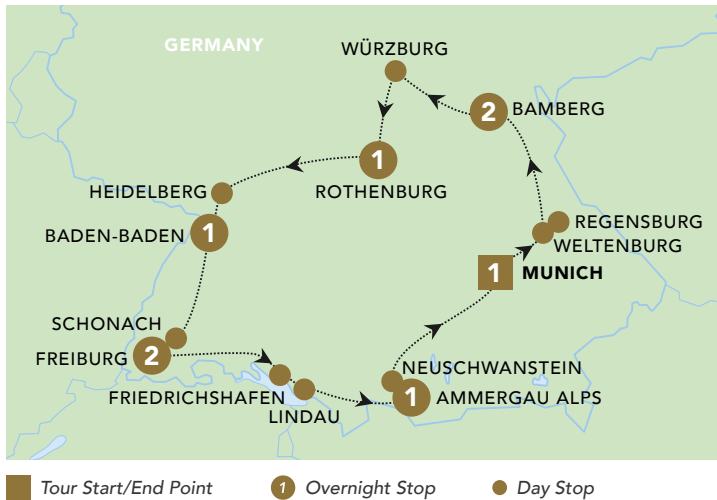 GERMANY
WÜRZBURG
2
BAMBERG
1
ROTHENBURG
HEIDELBERG
BADEN-BADEN
1
REGENSBURG
WELTENBURG
1
MUNICH
SCHONACH
FREIBURG
2
NEUSCHWANSTEIN
FRIEDRICHSHAFEN
1
AMMERGAU ALPS
LINDAU
Tour Start/End Point
1
Overnight Stop
Day Stop